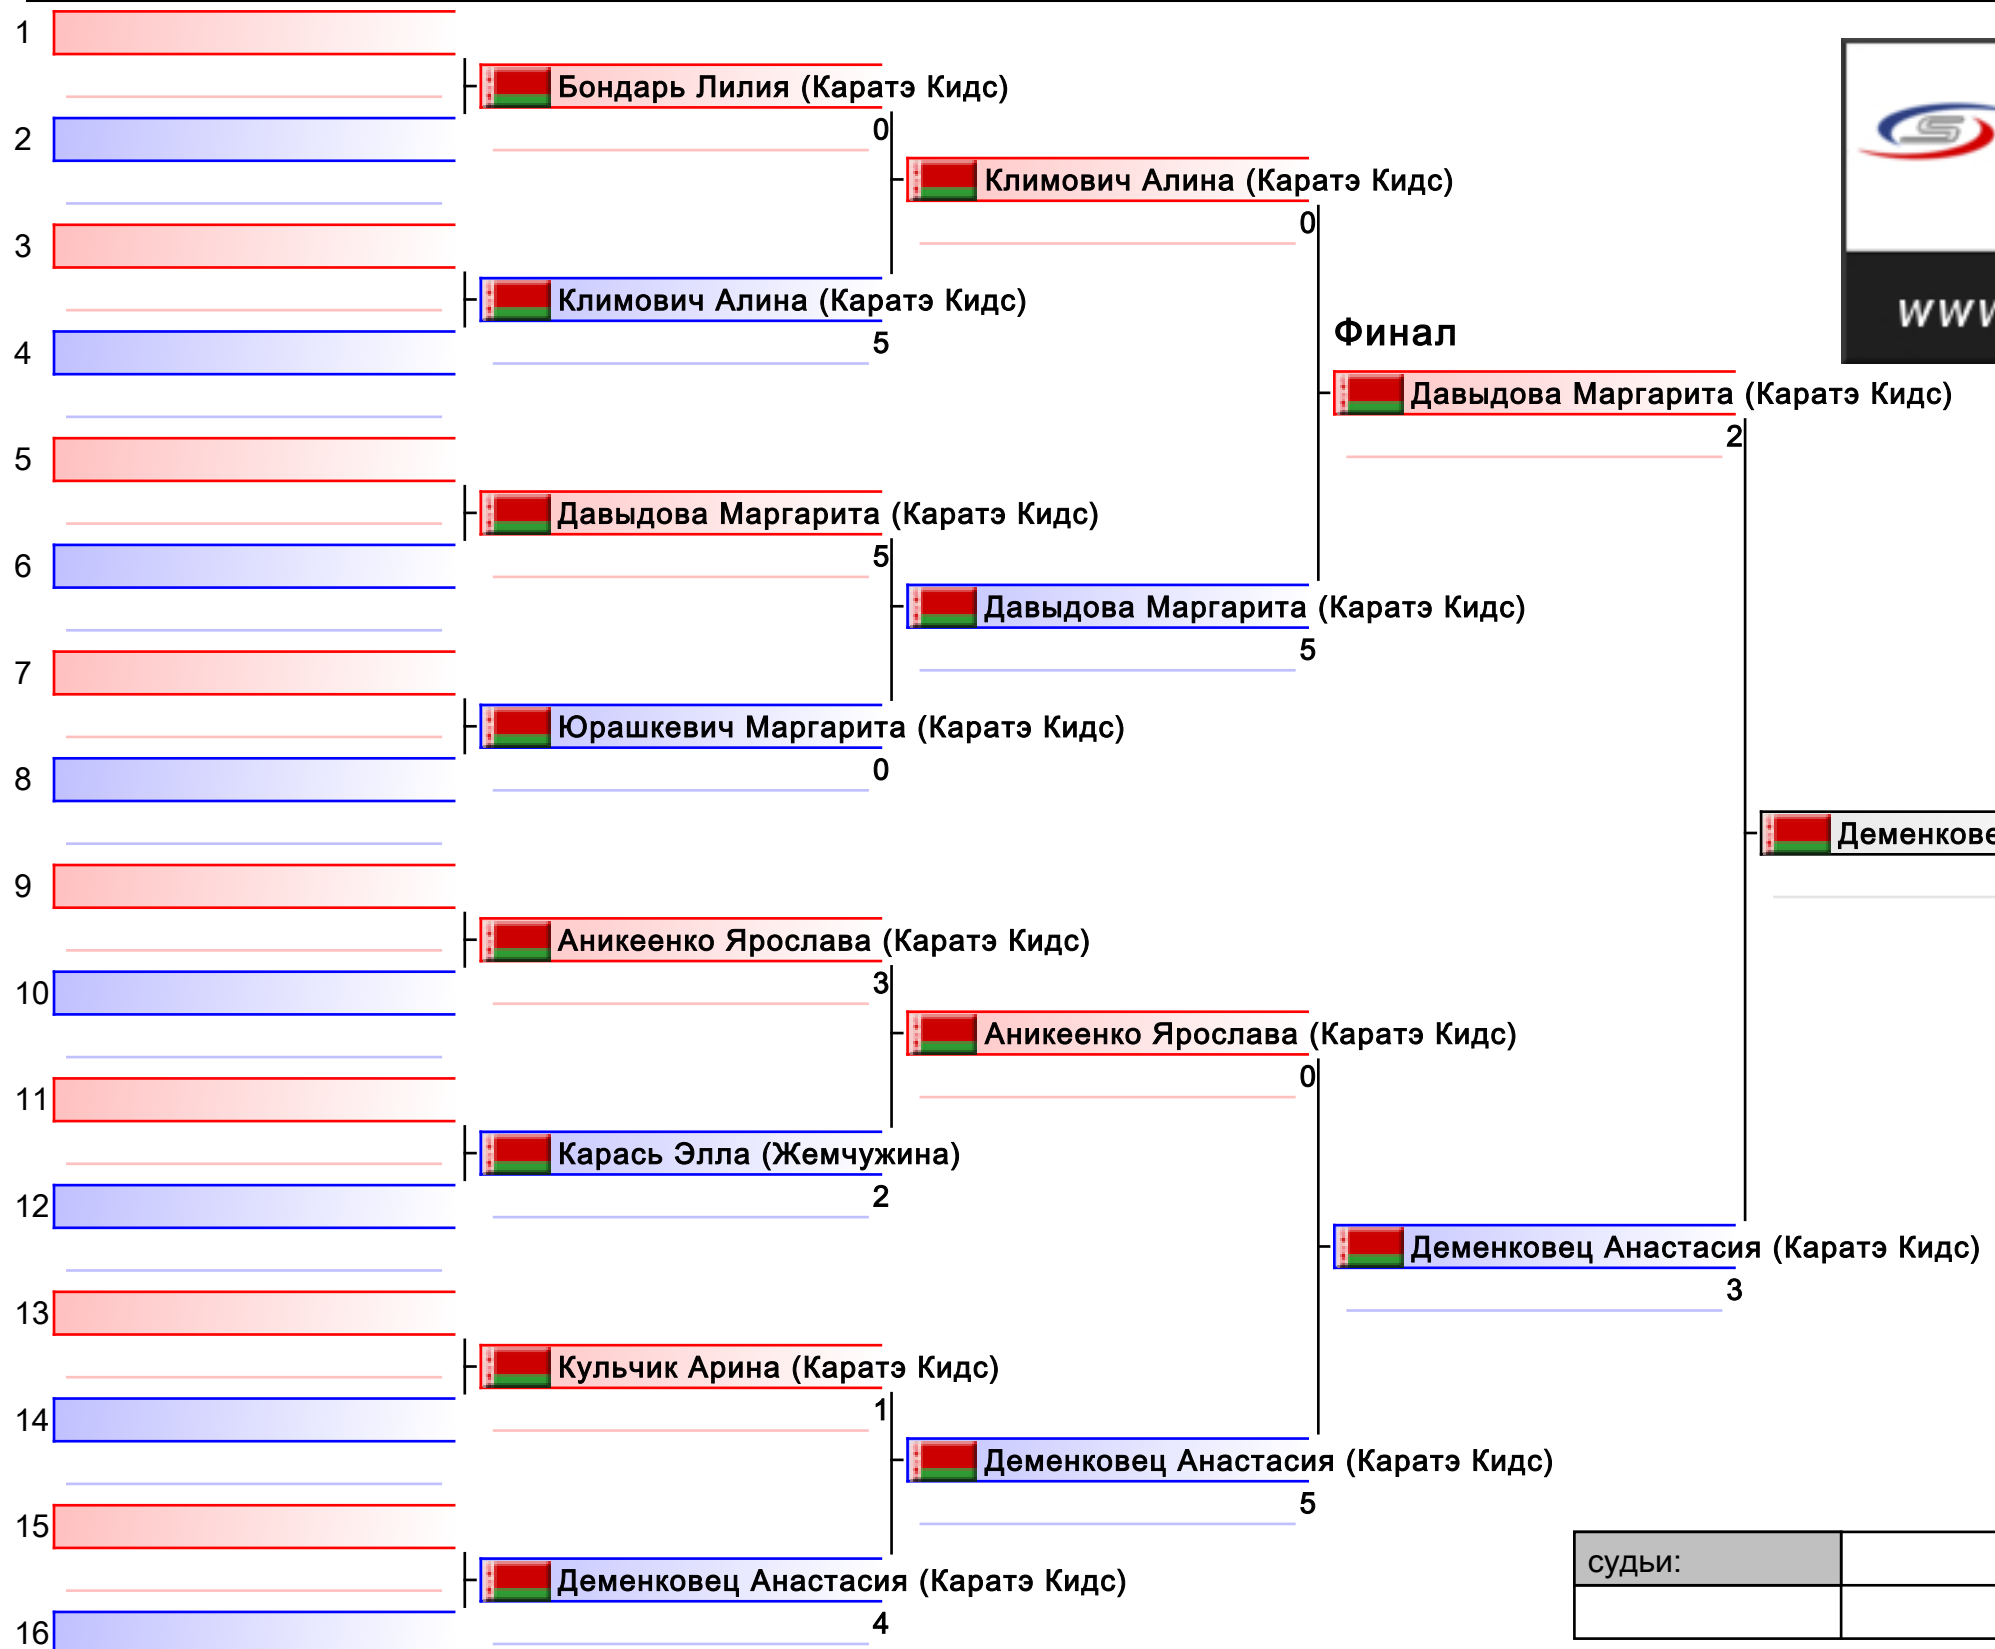 1
Бондарь Лилия (Каратэ Кидс)
0
2
Климович Алина (Каратэ Кидс)
0
3
Климович Алина (Каратэ Кидс)
5
4
Финал
Давыдова Маргарита (Каратэ Кидс)
2
5
Давыдова Маргарита (Каратэ Кидс)
5
6
Давыдова Маргарита (Каратэ Кидс)
5
7
Юрашкевич Маргарита (Каратэ Кидс)
0
8
Деменкове
9
Аникеенко Ярослава (Каратэ Кидс)
3
10
Аникеенко Ярослава (Каратэ Кидс)
0
11
Карась Элла (Жемчужина)
2
12
Деменковец Анастасия (Каратэ Кидс)
3
13
Кульчик Арина (Каратэ Кидс)
1
14
Деменковец Анастасия (Каратэ Кидс)
5
15
Деменковец Анастасия (Каратэ Кидс)
4
16
судьи:
S
www